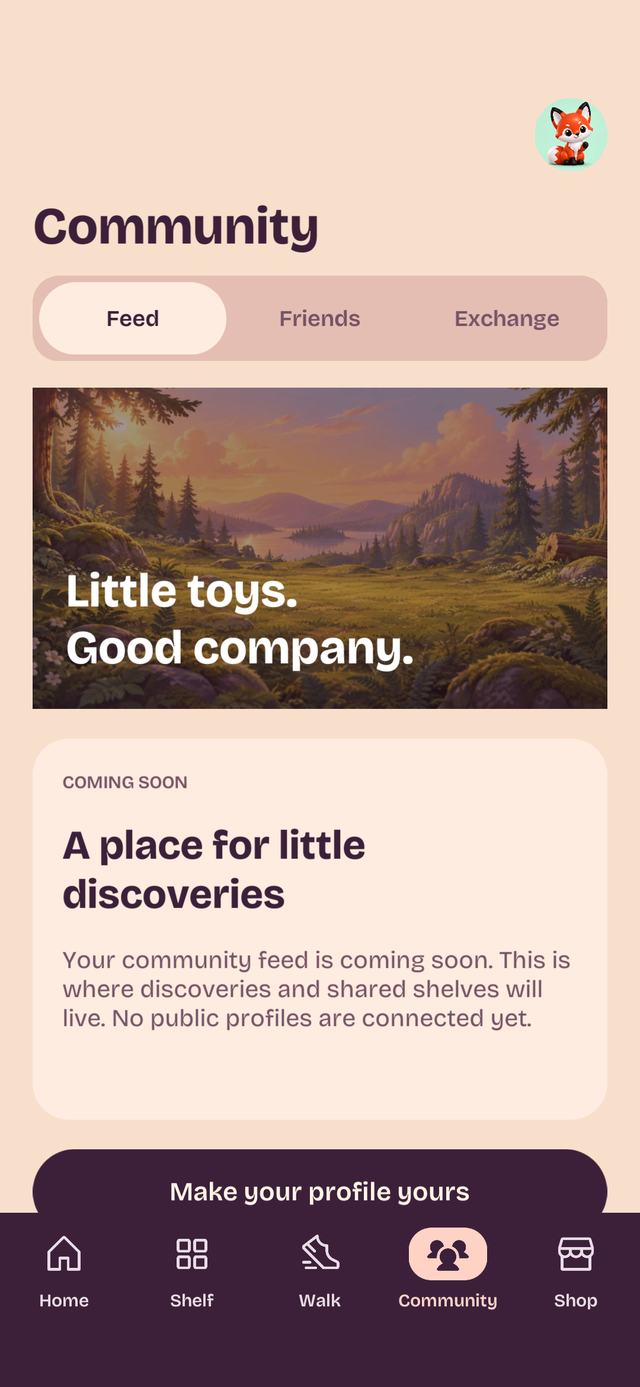 Community
Feed
Friends
Exchange
Little toys.
Good company.
COMING SOON
A place for little
discoveries
Your community feed is coming soon. This is
where discoveries and shared shelves will
live. No public profiles are connected yet.
Make your profile yours
Home
Shelf
Walk
Community
Shop